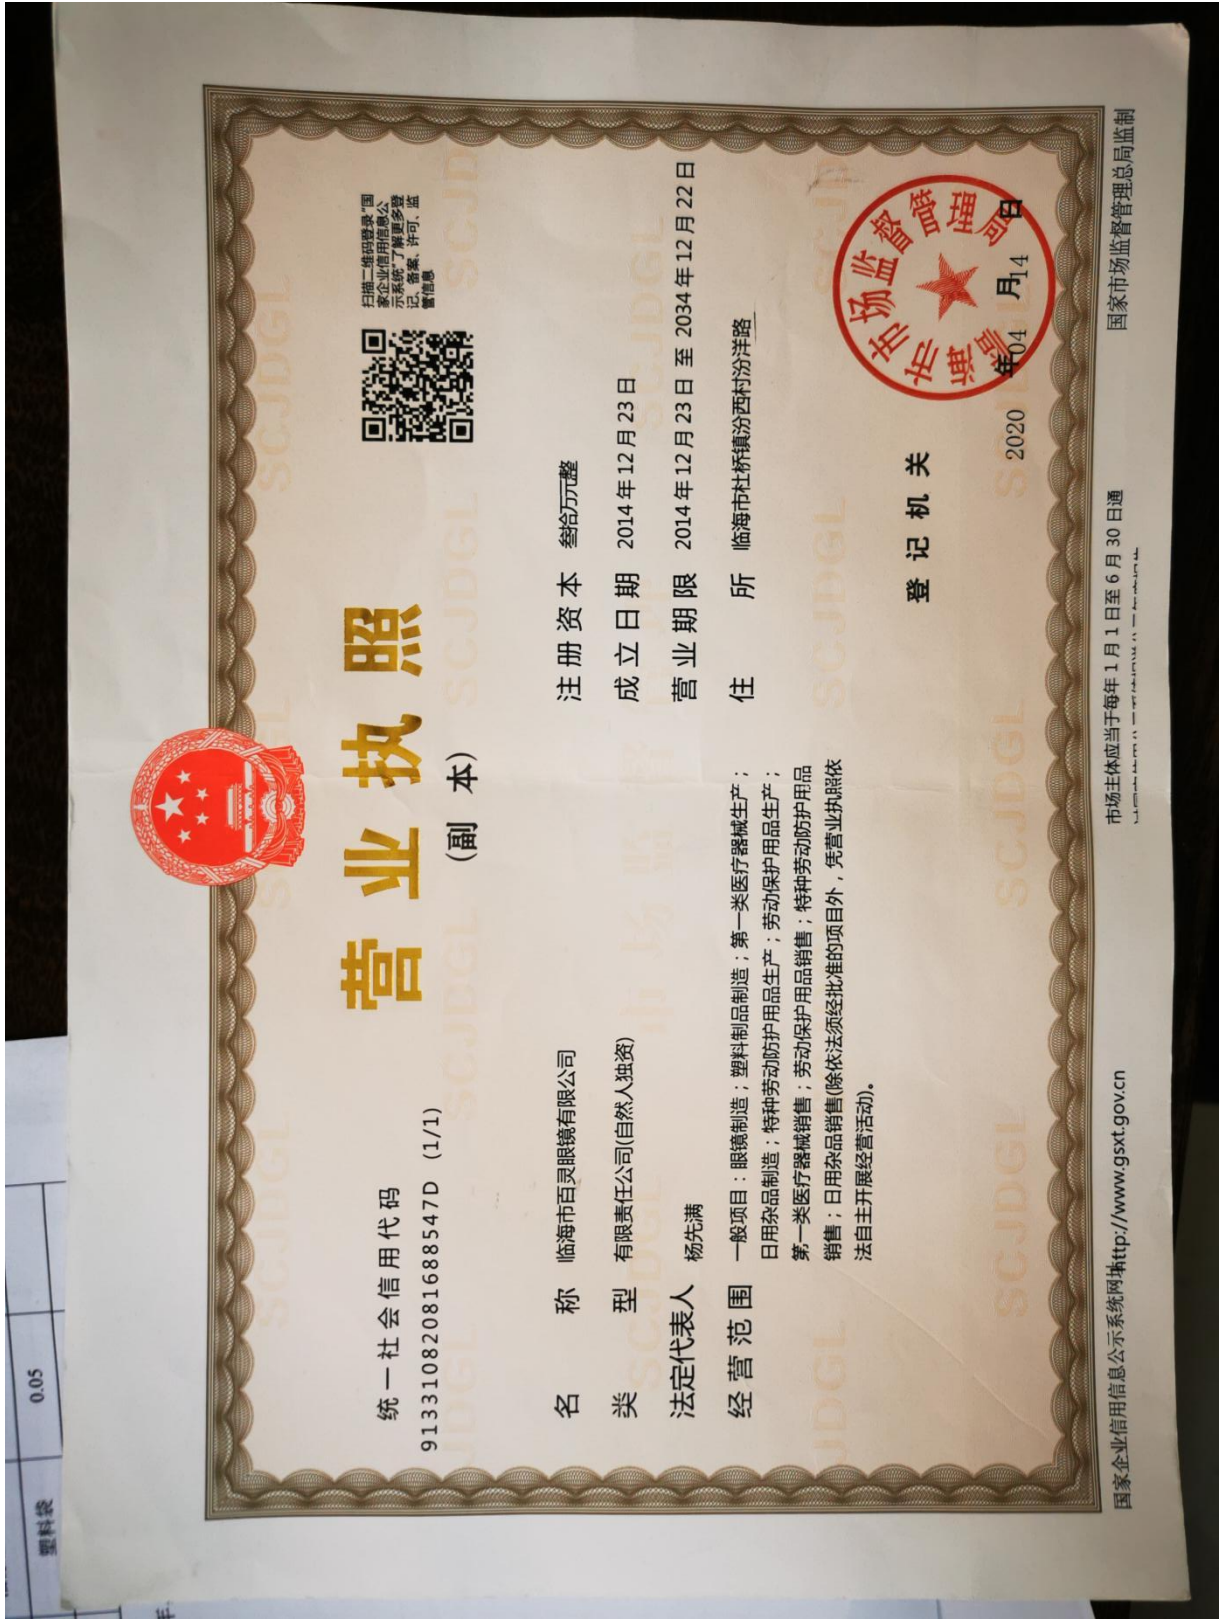 营业执照
(副 本)
统一社会信用代码
91331082081688547D (1/1)
扫描二维码登录"国
家企业信用信息公
示系统"了解更多登
记、备案、许可、监
管信息
名 称 临海市百灵眼镜有限公司
类 型 有限责任公司(自然人独资)
法定代表人 杨先满
经营范围 一般项目：眼镜制造；塑料制品制造；第一类医疗器械生产；
日用杂品制造；特种劳动防护用品生产；劳动保护用品生产；
第一类医疗器械销售；劳动保护用品销售；特种劳动防护用品
销售；日用杂品销售(除依法须经批准的项目外，凭营业执照依
法自主开展经营活动)。
注册资本 叁拾万元整
成立日期 2014年12月23日
营业期限 2014年12月23日至2034年12月22日
住 所 临海市杜桥镇汾西村汾洋路
登记机关
临海市市场监督管理局
2020 年04 月14 日
国家企业信用信息公示系统网址http://www.gsxt.gov.cn
市场主体应当于每年1月1日至6月30日通
国家市场监督管理总局监制
SCJDGL
塑料袋 0.05